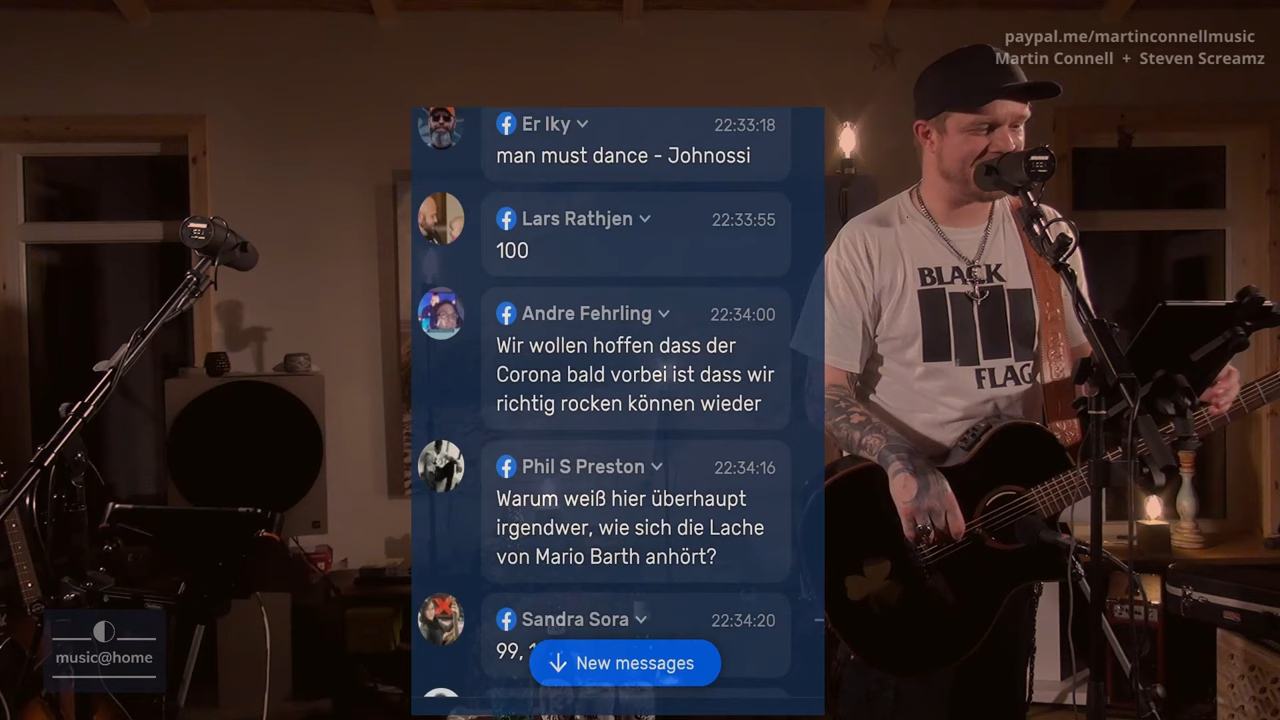 paypal.me/martinconnellmusic
Martin Connell + Steven Screamz
Er lky 22:33:18
man must dance - Johnossi
Lars Rathjen 22:33:55
100
Andre Fehrling 22:34:00
Wir wollen hoffen dass der
Corona bald vorbei ist dass wir
richtig rocken können wieder
Phil S Preston 22:34:16
Warum weiß hier überhaupt
irgendwer, wie sich die Lache
von Mario Barth anhört?
Sandra Sora 22:34:20
99,
New messages
BLACK
FLAG
music@home